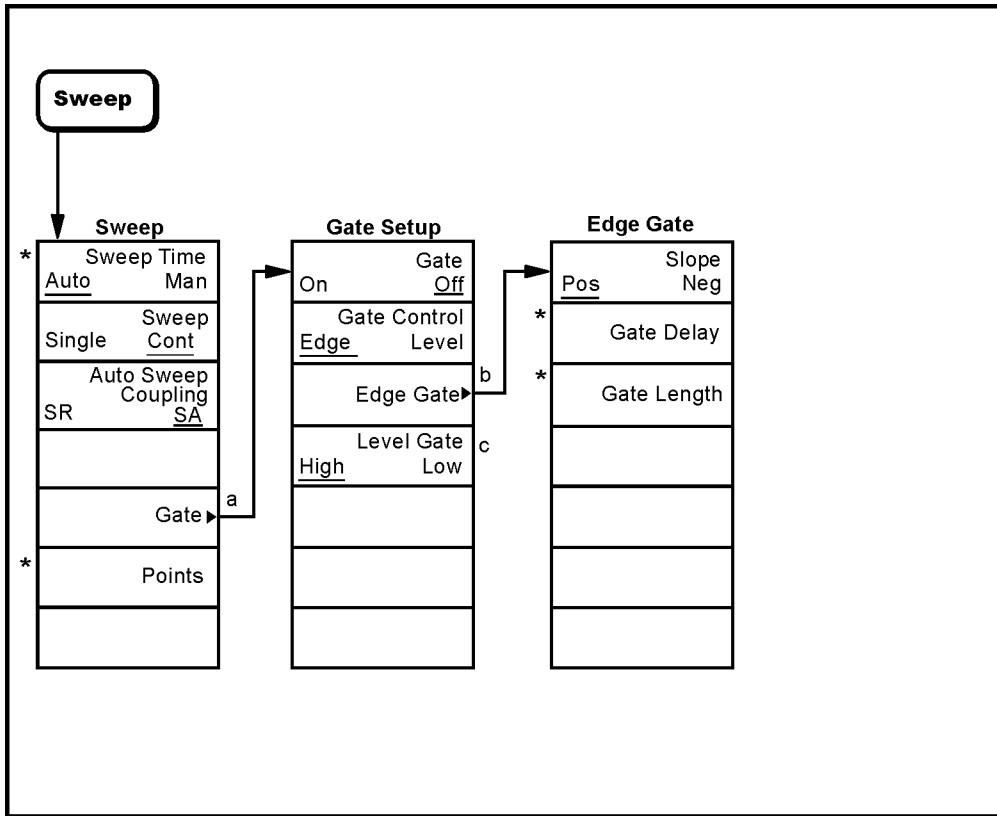 Sweep
Sweep
* Sweep Time
Auto Man
Sweep
Single Cont
Auto Sweep
Coupling
SR SA
Gate
a
* Points
Gate Setup
Gate
On Off
Gate Control
Edge Level
Edge Gate
b
Level Gate
High Low
c
Edge Gate
Slope
Pos Neg
* Gate Delay
* Gate Length